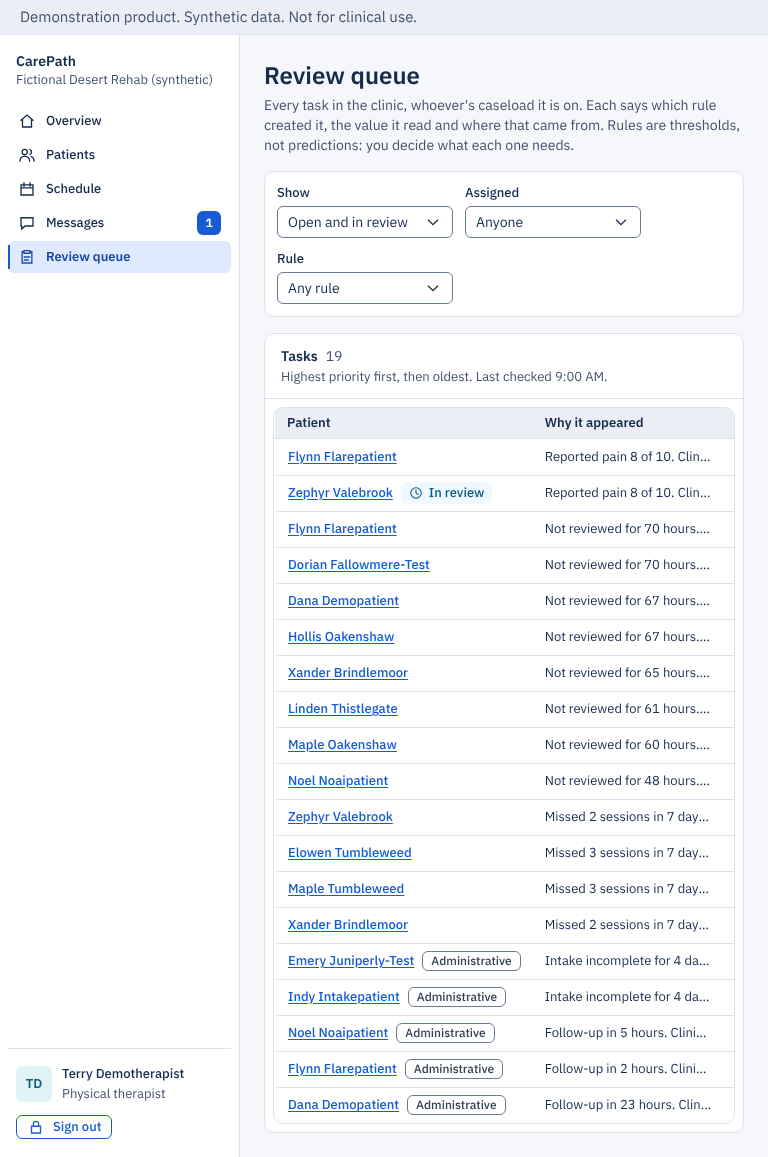 Demonstration product. Synthetic data. Not for clinical use.
CarePath
Fictional Desert Rehab (synthetic)
Overview
Patients
Schedule
Messages 1
Review queue
Terry Demotherapist
TD
Physical therapist
Sign out
Review queue
Every task in the clinic, whoever's caseload it is on. Each says which rule
created it, the value it read and where that came from. Rules are thresholds,
not predictions: you decide what each one needs.
Show Assigned
Open and in review Anyone
Rule
Any rule
Tasks 19
Highest priority first, then oldest. Last checked 9:00 AM.
Patient Why it appeared
Flynn Flarepatient Reported pain 8 of 10. Clin...
Zephyr Valebrook In review Reported pain 8 of 10. Clin...
Flynn Flarepatient Not reviewed for 70 hours....
Dorian Fallowmere-Test Not reviewed for 70 hours....
Dana Demopatient Not reviewed for 67 hours....
Hollis Oakenshaw Not reviewed for 67 hours....
Xander Brindlemoor Not reviewed for 65 hours....
Linden Thistlegate Not reviewed for 61 hours....
Maple Oakenshaw Not reviewed for 60 hours....
Noel Noaipatient Not reviewed for 48 hours....
Zephyr Valebrook Missed 2 sessions in 7 day...
Elowen Tumbleweed Missed 3 sessions in 7 day...
Maple Tumbleweed Missed 3 sessions in 7 day...
Xander Brindlemoor Missed 2 sessions in 7 day...
Emery Juniperly-Test Administrative Intake incomplete for 4 da...
Indy Intakepatient Administrative Intake incomplete for 4 da...
Noel Noaipatient Administrative Follow-up in 5 hours. Clini...
Flynn Flarepatient Administrative Follow-up in 2 hours. Clini...
Dana Demopatient Administrative Follow-up in 23 hours. Clin...